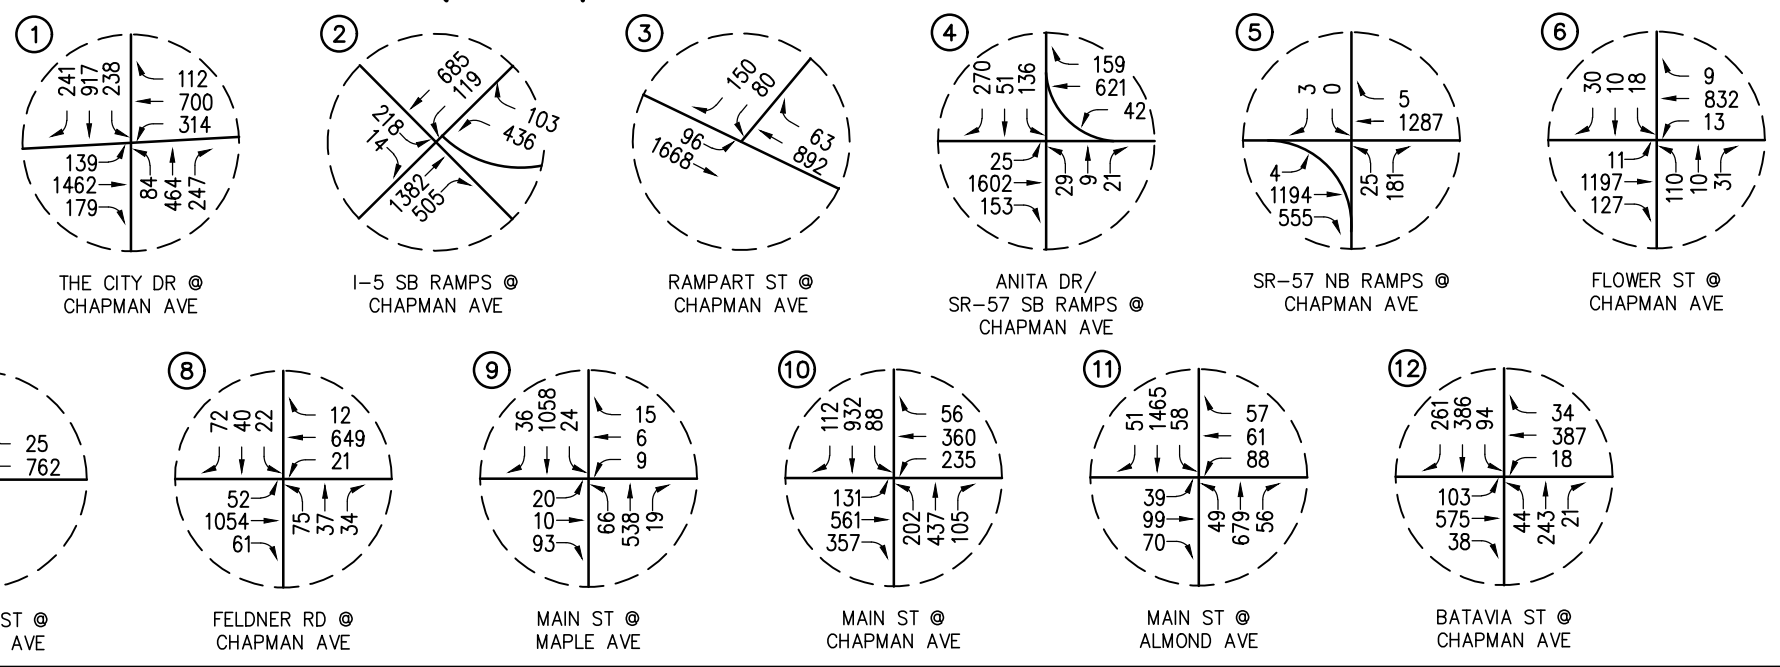 1
241 917 238
112
700
314
139
1462
179
84 464 247
THE CITY DR @
CHAPMAN AVE
2
685
119
103
436
218
14
1382
505
I-5 SB RAMPS @
CHAPMAN AVE
3
150
80
63
892
96
1668
RAMPART ST @
CHAPMAN AVE
4
270 51 136
159
621
42
25
1602
153
29 9 21
ANITA DR/
SR-57 SB RAMPS @
CHAPMAN AVE
5
3 0
5
1287
4
1194
555
25 181
SR-57 NB RAMPS @
CHAPMAN AVE
6
30 10 18
9
832
13
11
1197
127
110 10 31
FLOWER ST @
CHAPMAN AVE
25
762
ST @
AVE
8
72 40 22
12
649
21
52
1054
61
75 37 34
FELDNER RD @
CHAPMAN AVE
9
36 1058 24
15
6
9
20
10
93
66 538 19
MAIN ST @
MAPLE AVE
10
112 932 88
56
360
235
131
561
357
202 437 105
MAIN ST @
CHAPMAN AVE
11
51 1465 58
57
61
88
39
99
70
49 679 56
MAIN ST @
ALMOND AVE
12
261 386 94
34
387
18
103
575
38
44 243 21
BATAVIA ST @
CHAPMAN AVE